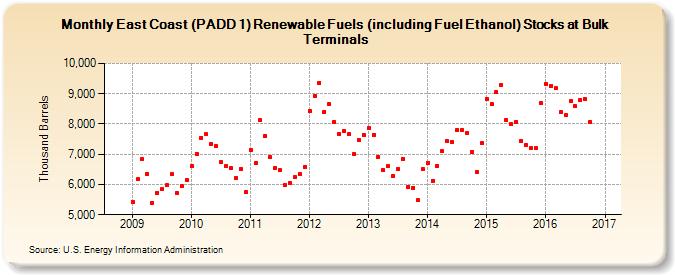 Monthly East Coast (PADD 1) Renewable Fuels (including Fuel Ethanol) Stocks at Bulk
Terminals
Thousand Barrels
10,000
9,000
8,000
7,000
6,000
5,000
2009 2010 2011 2012 2013 2014 2015 2016 2017
Source: U.S. Energy Information Administration